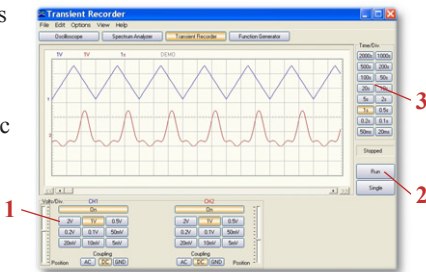 s
c
Transient Recorder
File Edit Options View Help
Oscilloscope Spectrum Analyser Transient Recorder Function Generator
1V 1V 1s DEMO
1
2
Time/Div.
2000s 1000s
500s 200s
100s 50s
20s 10s
5s 2s
1s 0.5s
0.2s 0.1s
50ms 20ms
Stopped
Run
Single
3
2
1
Volts/Div. CH1 CH2
On On
2V 1V 0.5V 2V 1V 0.5V
0.2V 0.1V 50mV 0.2V 0.1V 50mV
20mV 10mV 5mV 20mV 10mV 5mV
Coupling Coupling
Position AC DC GND AC DC GND Position